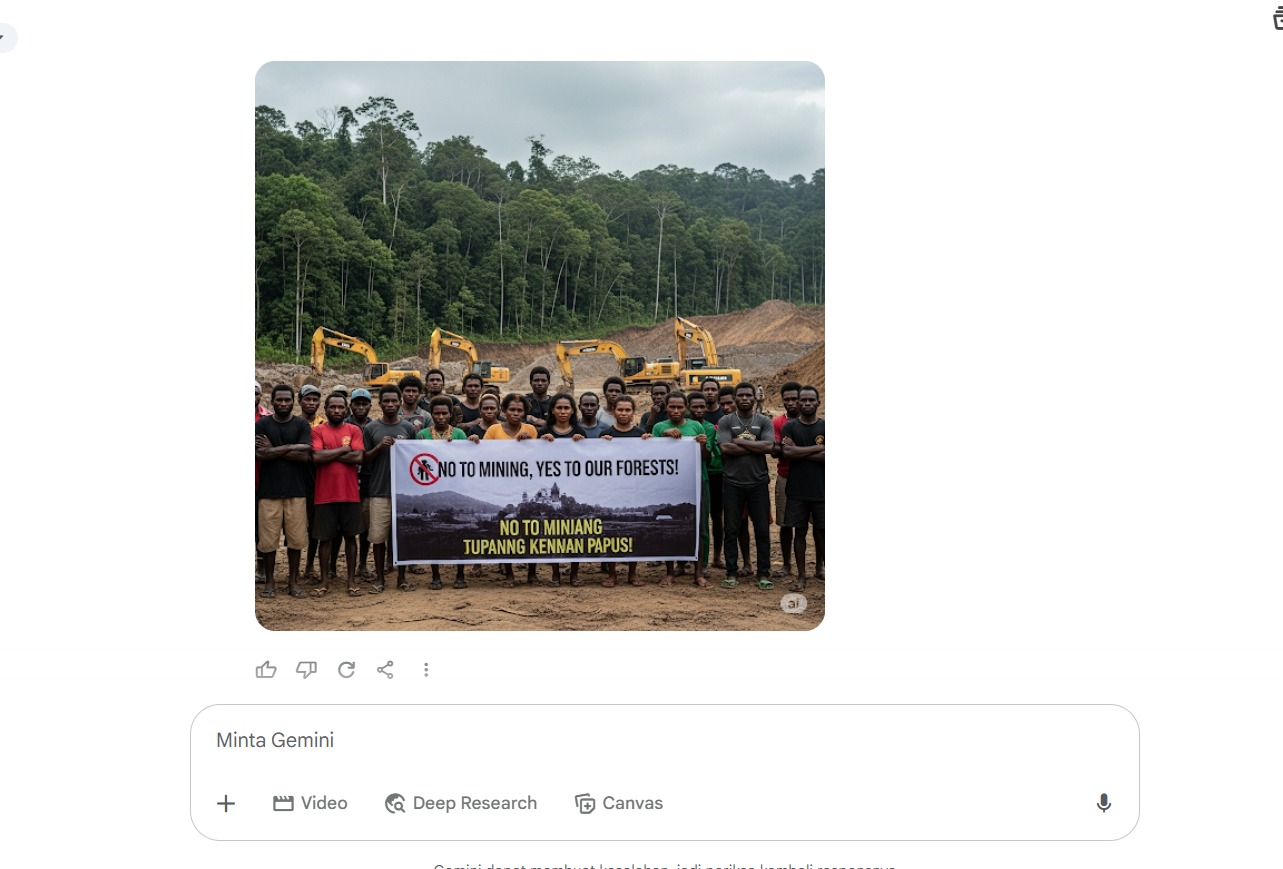 NO TO MINING, YES TO OUR FORESTS!
NO TO MINIANG
TUPANNG KENNAN PAPUS!
ai
Minta Gemini
Video
Deep Research
Canvas